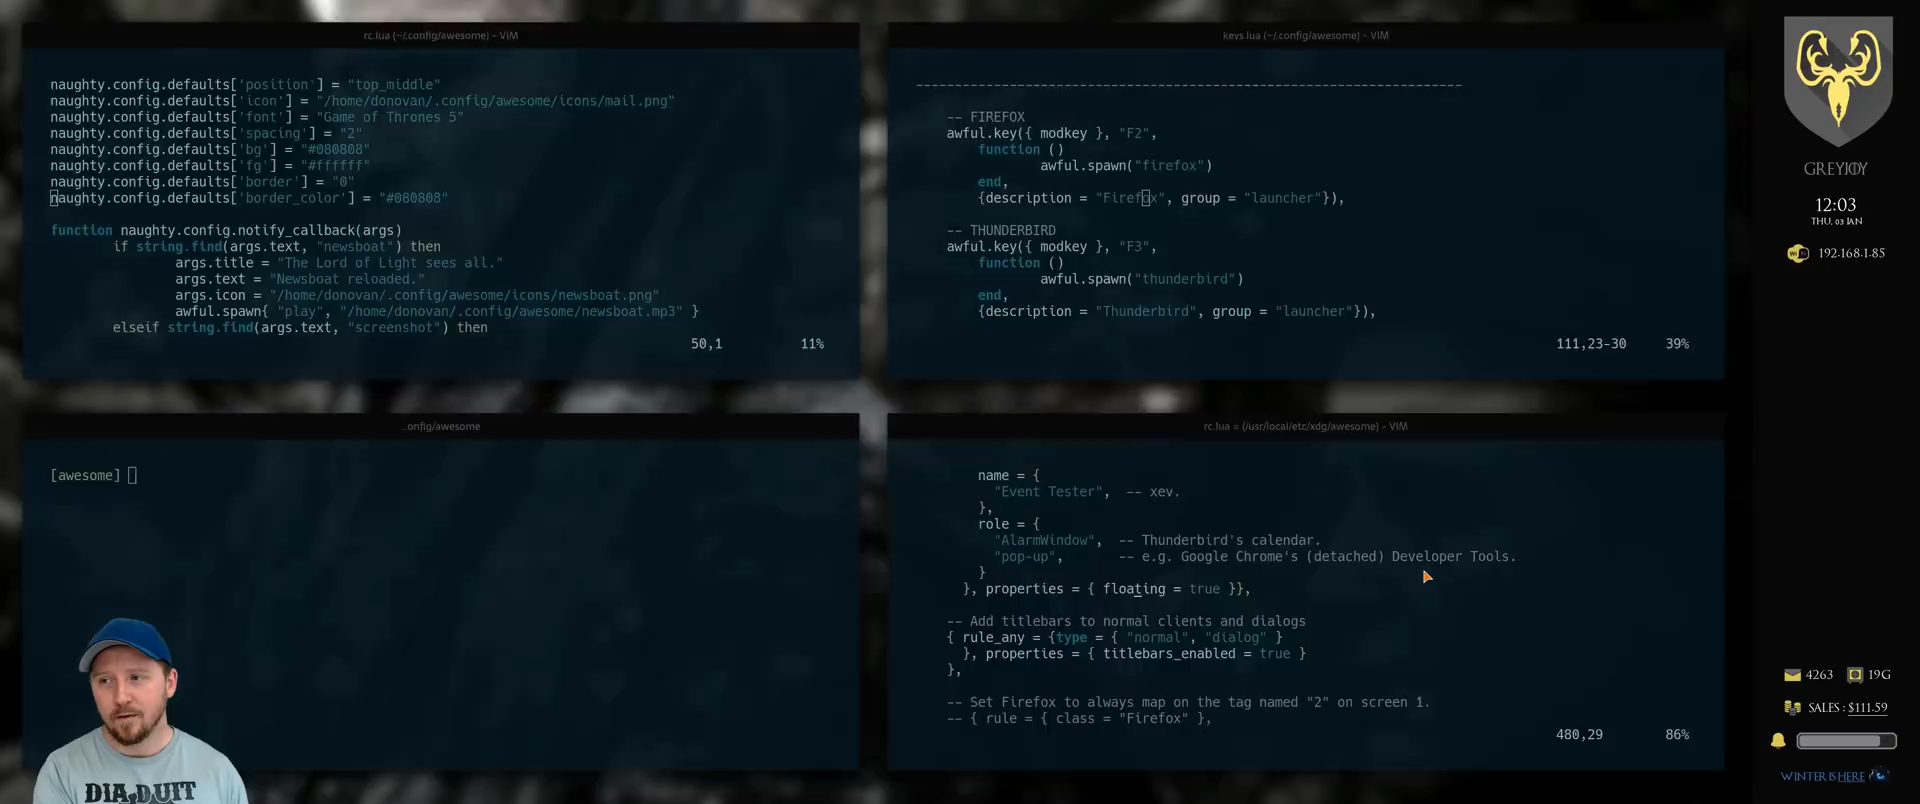 rc.lua (~/.config/awesome) - VIM
naughty.config.defaults['position'] = "top_middle"
naughty.config.defaults['icon'] = "/home/donovan/.config/awesome/icons/mail.png"
naughty.config.defaults['font'] = "Game of Thrones 5"
naughty.config.defaults['spacing'] = "2"
naughty.config.defaults['bg'] = "#080808"
naughty.config.defaults['fg'] = "#ffffff"
naughty.config.defaults['border'] = "0"
naughty.config.defaults['border_color'] = "#080808"
function naughty.config.notify_callback(args)
if string.find(args.text, "newsboat") then
args.title = "The Lord of Light sees all."
args.text = "Newsboat reloaded."
args.icon = "/home/donovan/.config/awesome/icons/newsboat.png"
awful.spawn{ "play", "/home/donovan/.config/awesome/newsboat.mp3" }
elseif string.find(args.text, "screenshot") then
50,1 11%
keys.lua (~/.config/awesome) - VIM
----------------------------------------------------------------------
-- FIREFOX
awful.key({ modkey }, "F2",
function ()
awful.spawn("firefox")
end,
{description = "Firefox", group = "launcher"}),
-- THUNDERBIRD
awful.key({ modkey }, "F3",
function ()
awful.spawn("thunderbird")
end,
{description = "Thunderbird", group = "launcher"}),
111,23-30 39%
..onfig/awesome
[awesome]
DIA DUIT
rc.lua = (/usr/local/etc/xdg/awesome) - VIM
name = {
"Event Tester", -- xev.
},
role = {
"AlarmWindow", -- Thunderbird's calendar.
"pop-up", -- e.g. Google Chrome's (detached) Developer Tools.
}
}, properties = { floating = true }},
-- Add titlebars to normal clients and dialogs
{ rule_any = {type = { "normal", "dialog" }
}, properties = { titlebars_enabled = true }
},
-- Set Firefox to always map on the tag named "2" on screen 1.
-- { rule = { class = "Firefox" },
480,29 86%
GREYJOY
12:03
THU. 03 JAN
192.168.1.85
4263 19G
SALES : $111.59
WINTER IS HERE